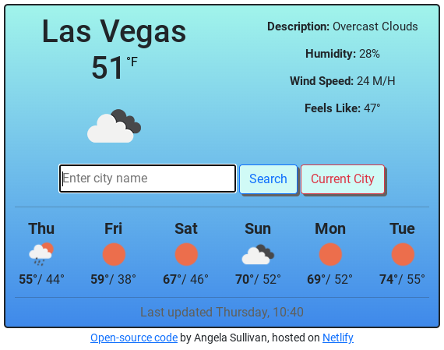 Las Vegas
51°F
Description: Overcast Clouds
Humidity: 28%
Wind Speed: 24 M/H
Feels Like: 47°
Enter city name
Search
Current City
Thu Fri Sat Sun Mon Tue
55°/ 44° 59°/ 38° 67°/ 46° 70°/ 52° 69°/ 52° 74°/ 55°
Last updated Thursday, 10:40
Open-source code by Angela Sullivan, hosted on Netlify